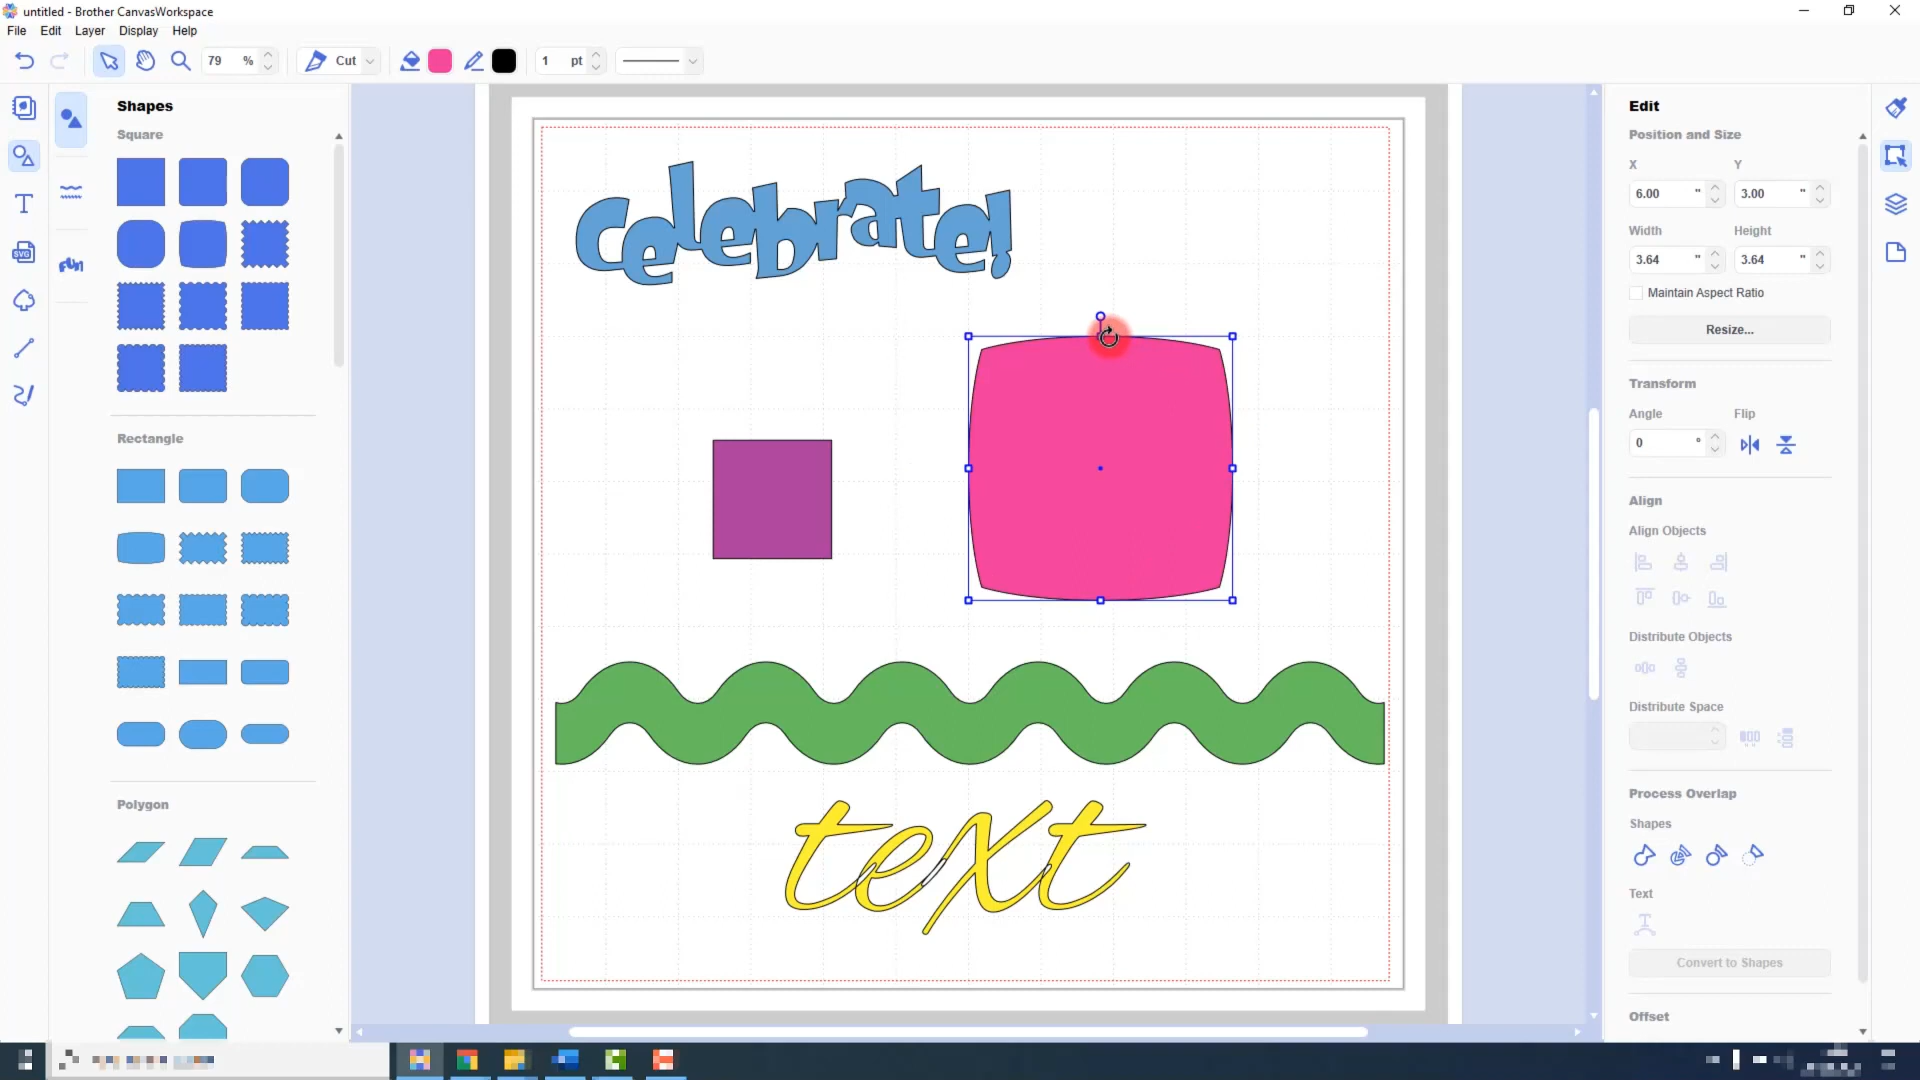 untitled - Brother CanvasWorkspace
File Edit Layer Display Help
79 % Cut 1 pt
Shapes
Square
SVG
fun
Rectangle
Polygon
celebrate!
text
Edit
Position and Size
X Y
6.00 " 3.00 "
Width Height
3.64 " 3.64 "
Maintain Aspect Ratio
Resize...
Transform
Angle Flip
0 °
Align
Align Objects
Distribute Objects
Distribute Space
Process Overlap
Shapes
Text
Convert to Shapes
Offset